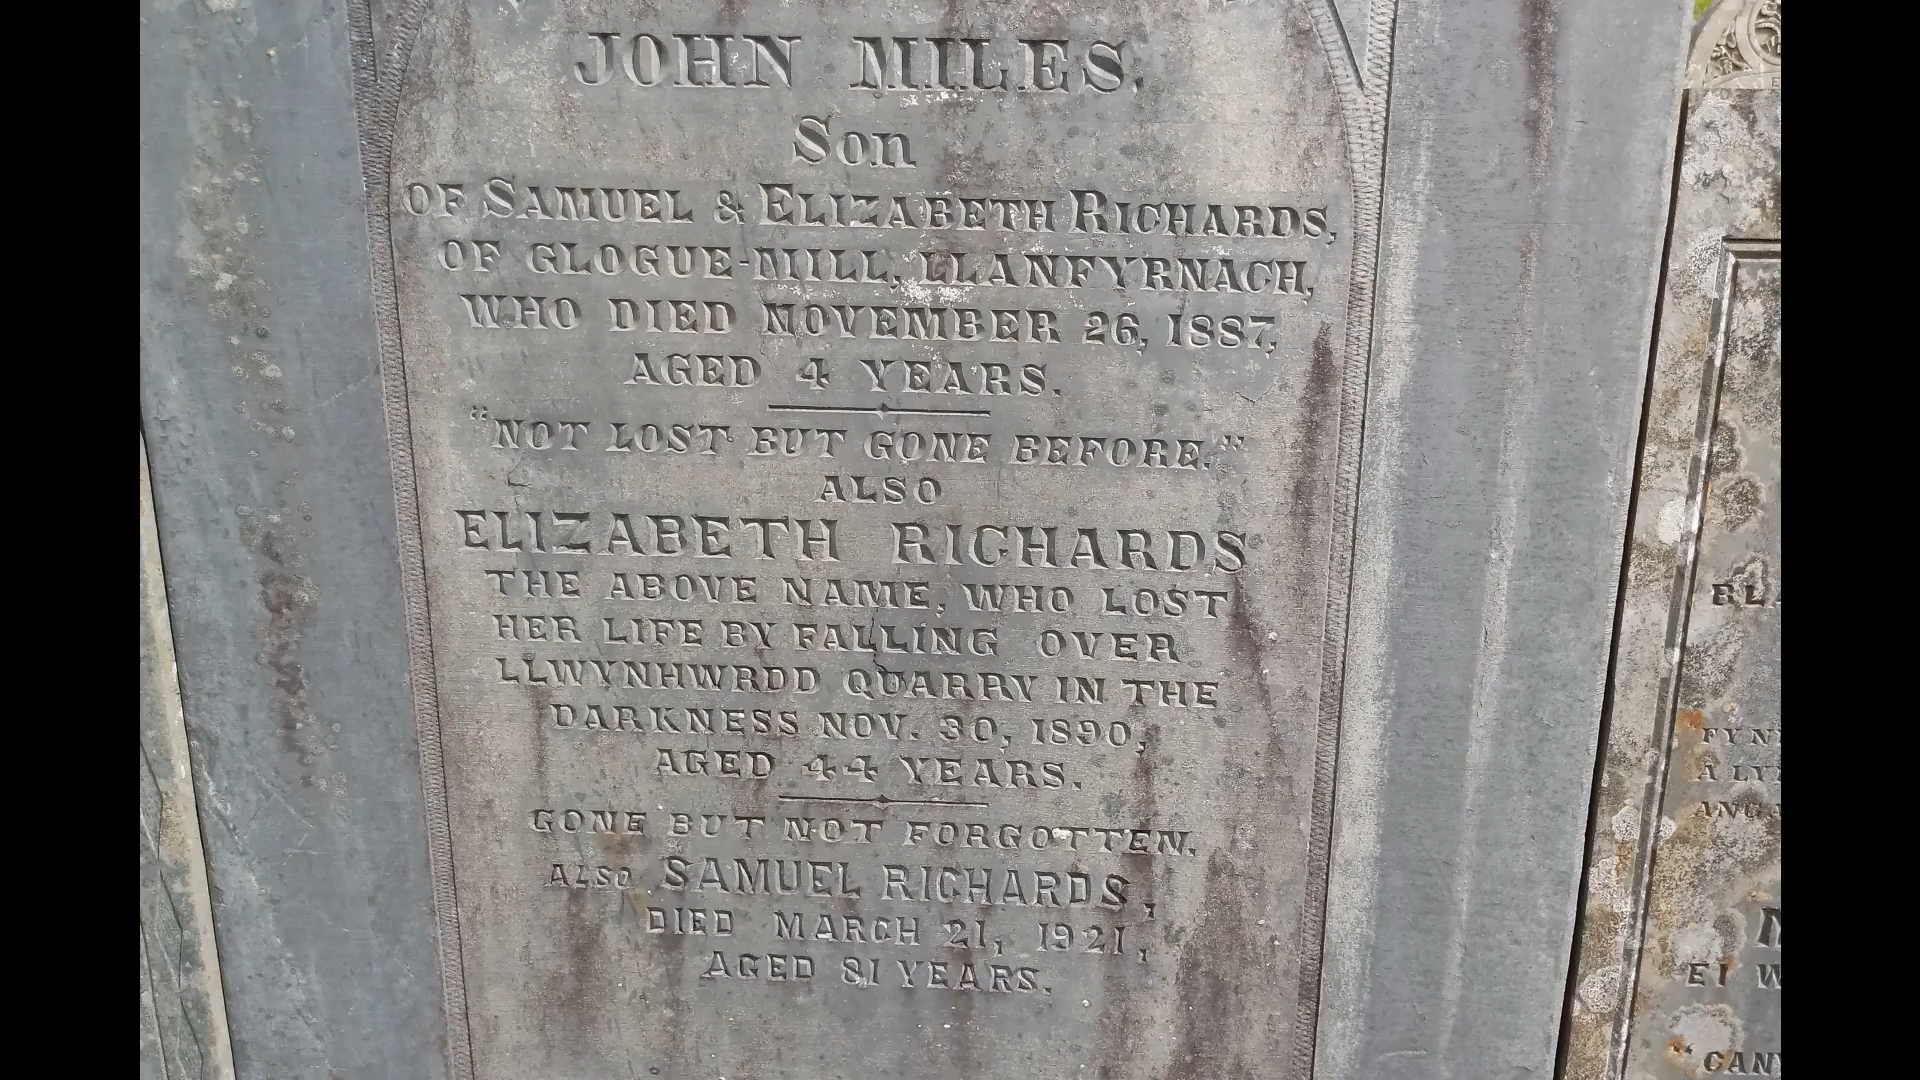 JOHN MILES.
Son
OF SAMUEL & ELIZABETH RICHARDS,
OF GLOGUE-MILL, LLANFYRNACH,
WHO DIED NOVEMBER 26, 1887,
AGED 4 YEARS.
"NOT LOST BUT GONE BEFORE."
ALSO
ELIZABETH RICHARDS
THE ABOVE NAME, WHO LOST
HER LIFE BY FALLING OVER
LLWYNHWRDD QUARRY IN THE
DARKNESS NOV. 30, 1890,
AGED 44 YEARS.
GONE BUT NOT FORGOTTEN.
ALSO SAMUEL RICHARDS,
DIED MARCH 21, 1921,
AGED 81 YEARS.
EI W